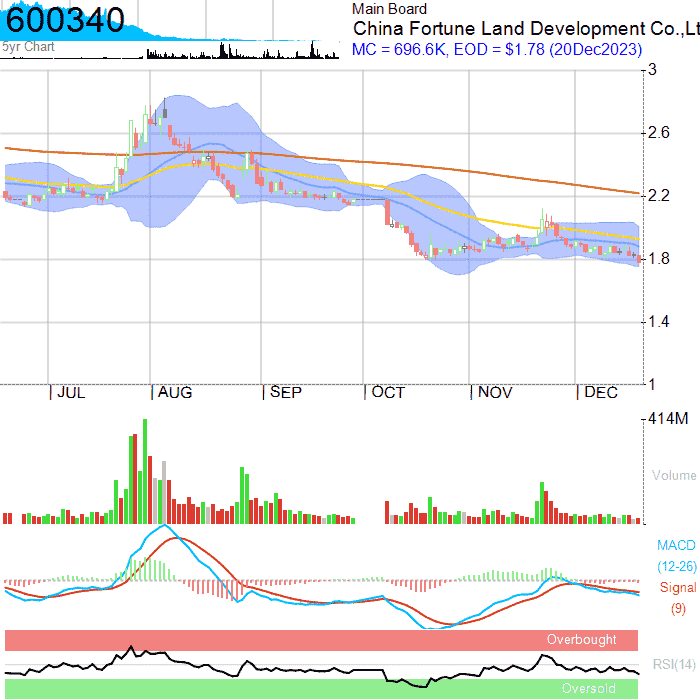 600340
5yr Chart
Main Board
China Fortune Land Development Co.,Lt
MC = 696.6K, EOD = $1.78 (20Dec2023)
3
2.6
2.2
1.8
1.4
1
JUL AUG SEP OCT NOV DEC
414M
Volume
MACD
(12-26)
Signal
(9)
Overbought
RSI(14)
Oversold